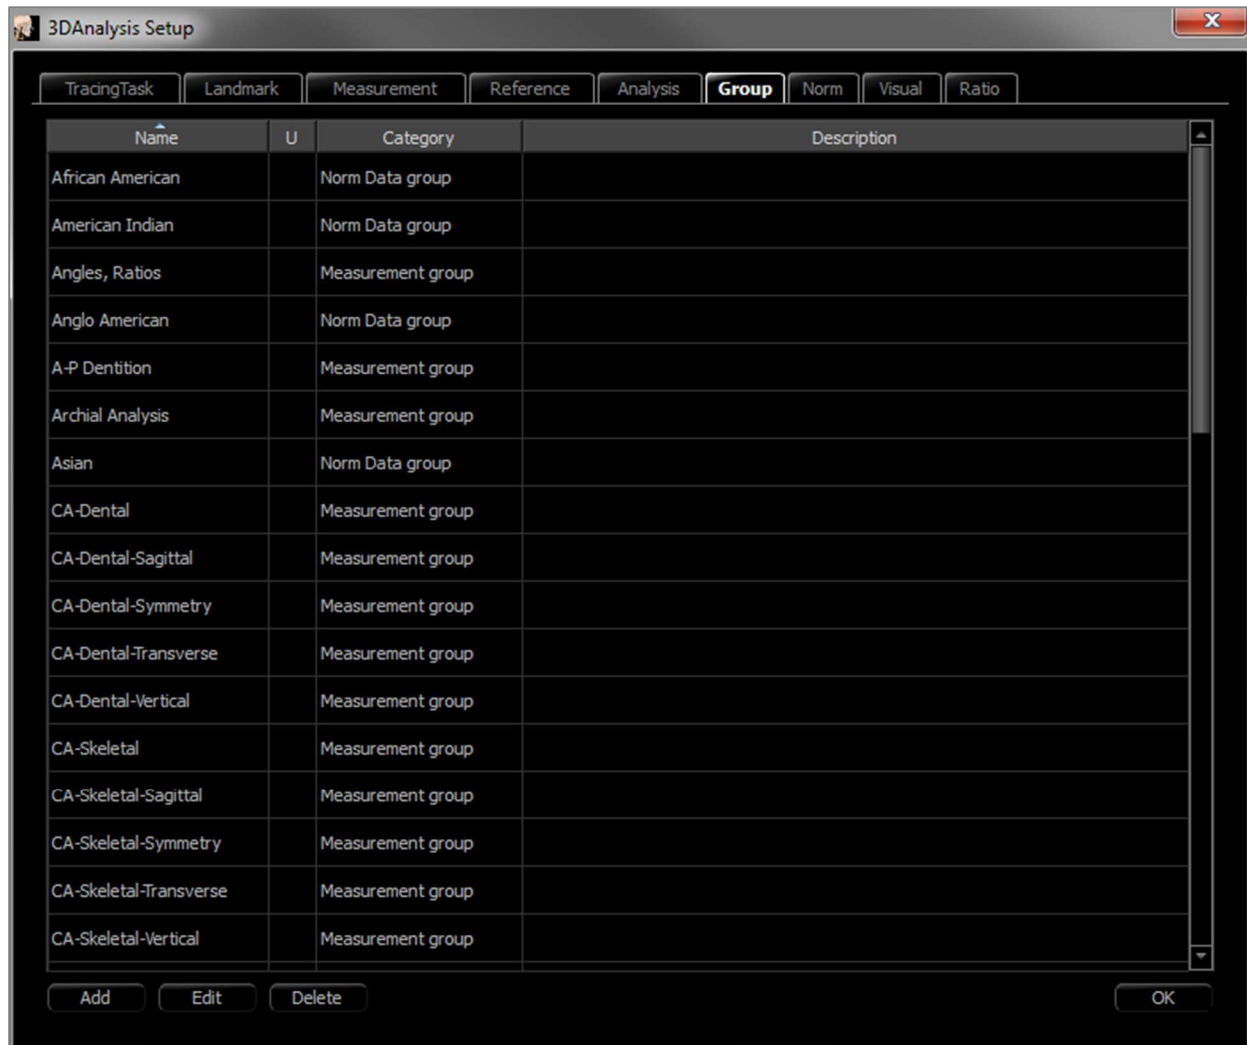 3DAnalysis Setup
TracingTask Landmark Measurement Reference Analysis Group Norm Visual Ratio
Name U Category Description
African American Norm Data group
American Indian Norm Data group
Angles, Ratios Measurement group
Anglo American Norm Data group
A-P Dentition Measurement group
Archial Analysis Measurement group
Asian Norm Data group
CA-Dental Measurement group
CA-Dental-Sagittal Measurement group
CA-Dental-Symmetry Measurement group
CA-Dental-Transverse Measurement group
CA-Dental-Vertical Measurement group
CA-Skeletal Measurement group
CA-Skeletal-Sagittal Measurement group
CA-Skeletal-Symmetry Measurement group
CA-Skeletal-Transverse Measurement group
CA-Skeletal-Vertical Measurement group
Add Edit Delete OK